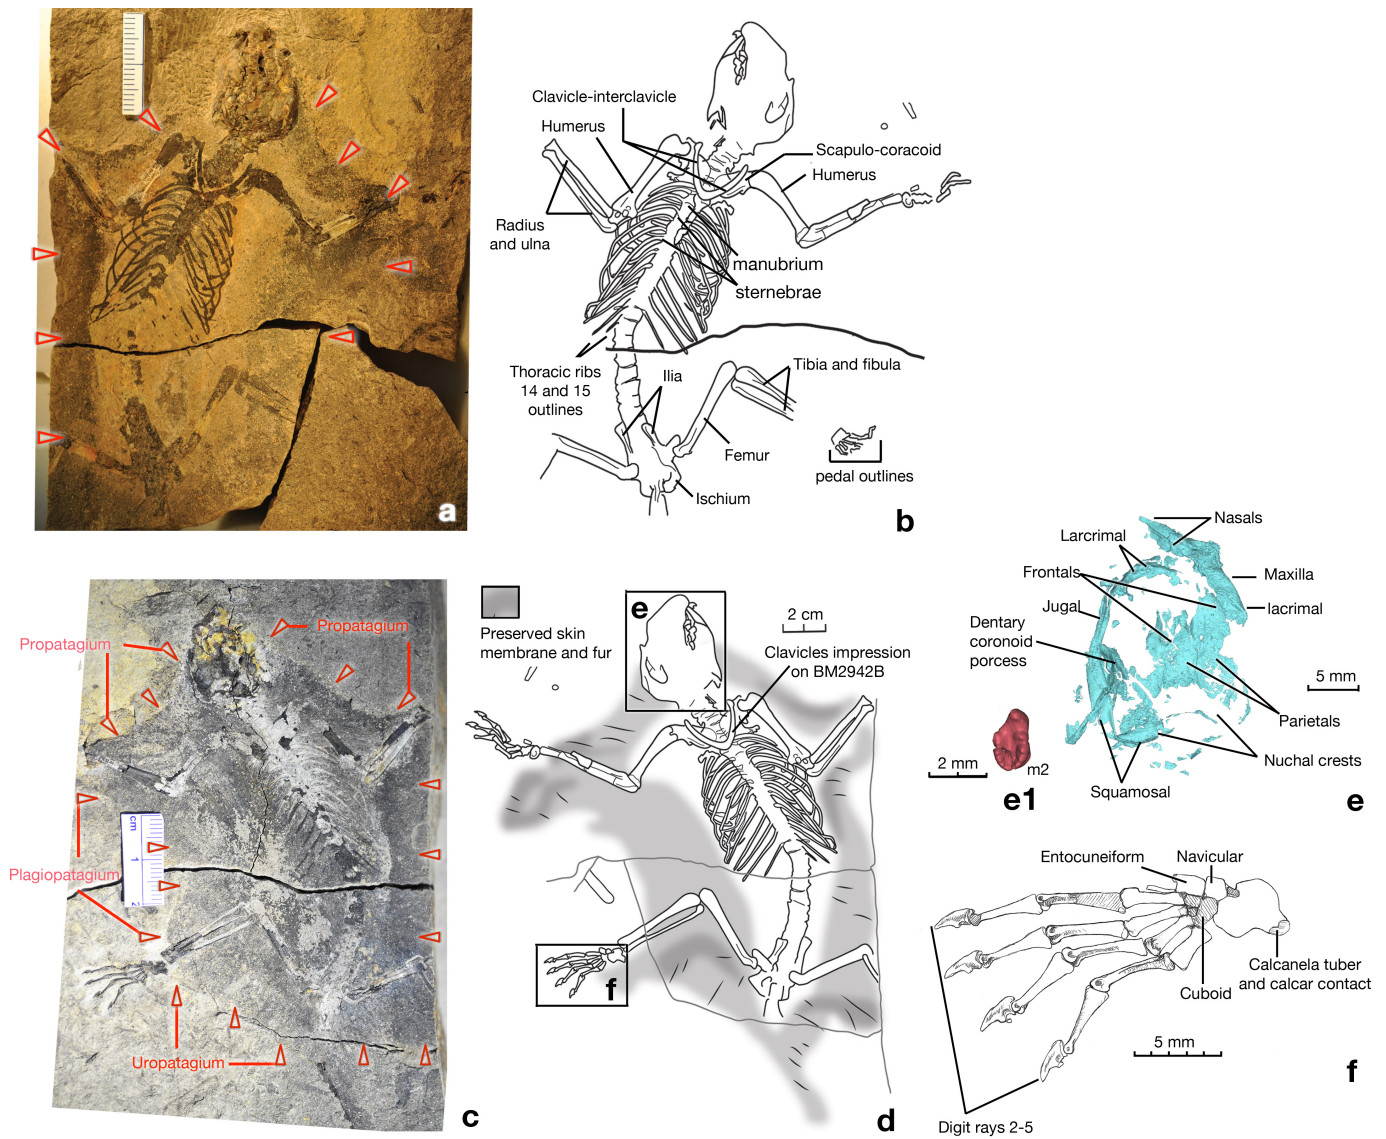 a
Clavicle-interclavicle
Humerus
Scapulo-coracoid
Humerus
Radius
and ulna
manubrium
sternebrae
Thoracic ribs
14 and 15
outlines
Ilia
Tibia and fibula
Femur
pedal outlines
Ischium
b
Propatagium
Propatagium
cm
1
2
Plagiopatagium
Uropatagium
c
Preserved skin
membrane and fur
e
2 cm
Clavicles impression
on BM2942B
f
d
Nasals
Larcrimal
Frontals
Maxilla
Jugal
lacrimal
Dentary
coronoid
porcess
5 mm
Parietals
Nuchal crests
2 mm
m2
Squamosal
e1
e
Entocuneiform
Navicular
Calcanela tuber
and calcar contact
Cuboid
5 mm
Digit rays 2-5
f